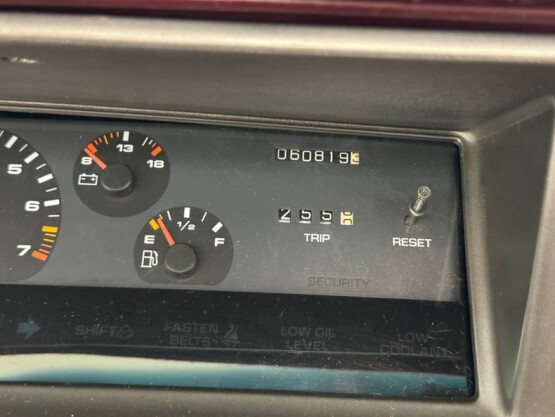 5
6
7
8 13 18
E 1/2 F
060819
255
TRIP
RESET
SECURITY
SHIFT
FASTEN
BELTS
LOW OIL
LEVEL
LOW
COOLANT